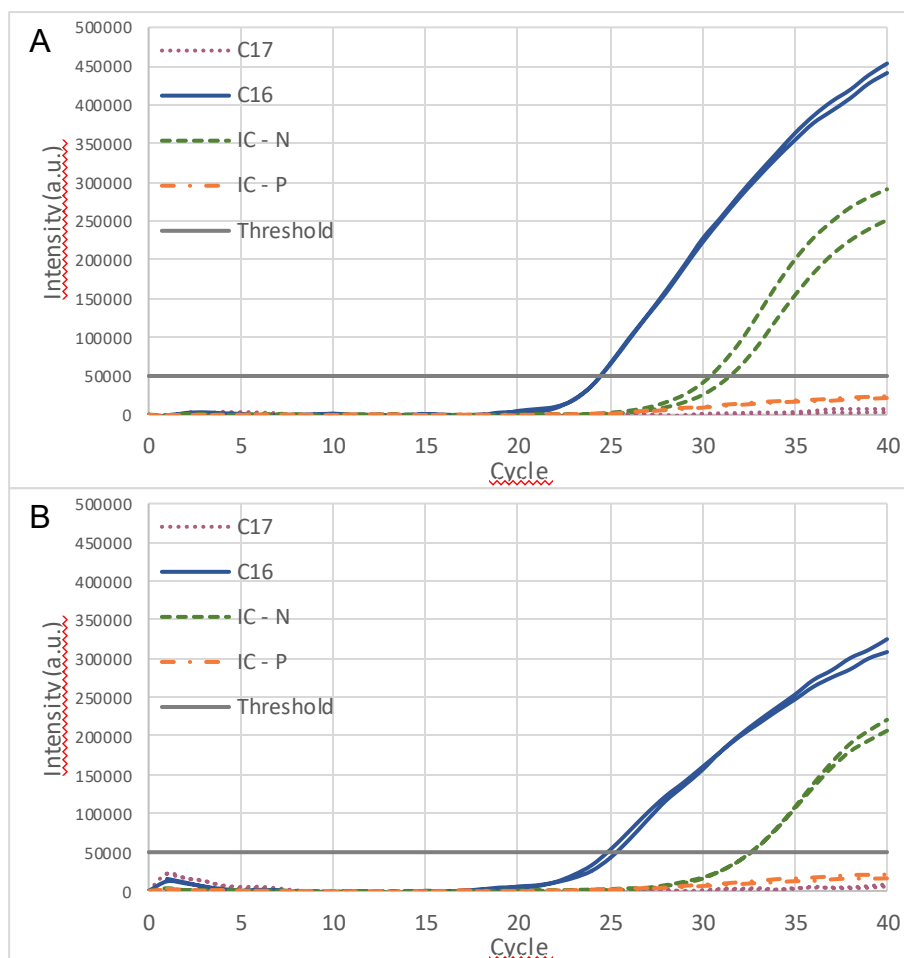 A
500000
450000
400000
350000
300000
250000
200000
150000
100000
50000
0
Intensity (a.u.)
C17
C16
IC - N
IC - P
Threshold
0 5 10 15 20 25 30 35 40
Cycle
B
500000
450000
400000
350000
300000
250000
200000
150000
100000
50000
0
Intensity (a.u.)
C17
C16
IC - N
IC - P
Threshold
0 5 10 15 20 25 30 35 40
Cycle